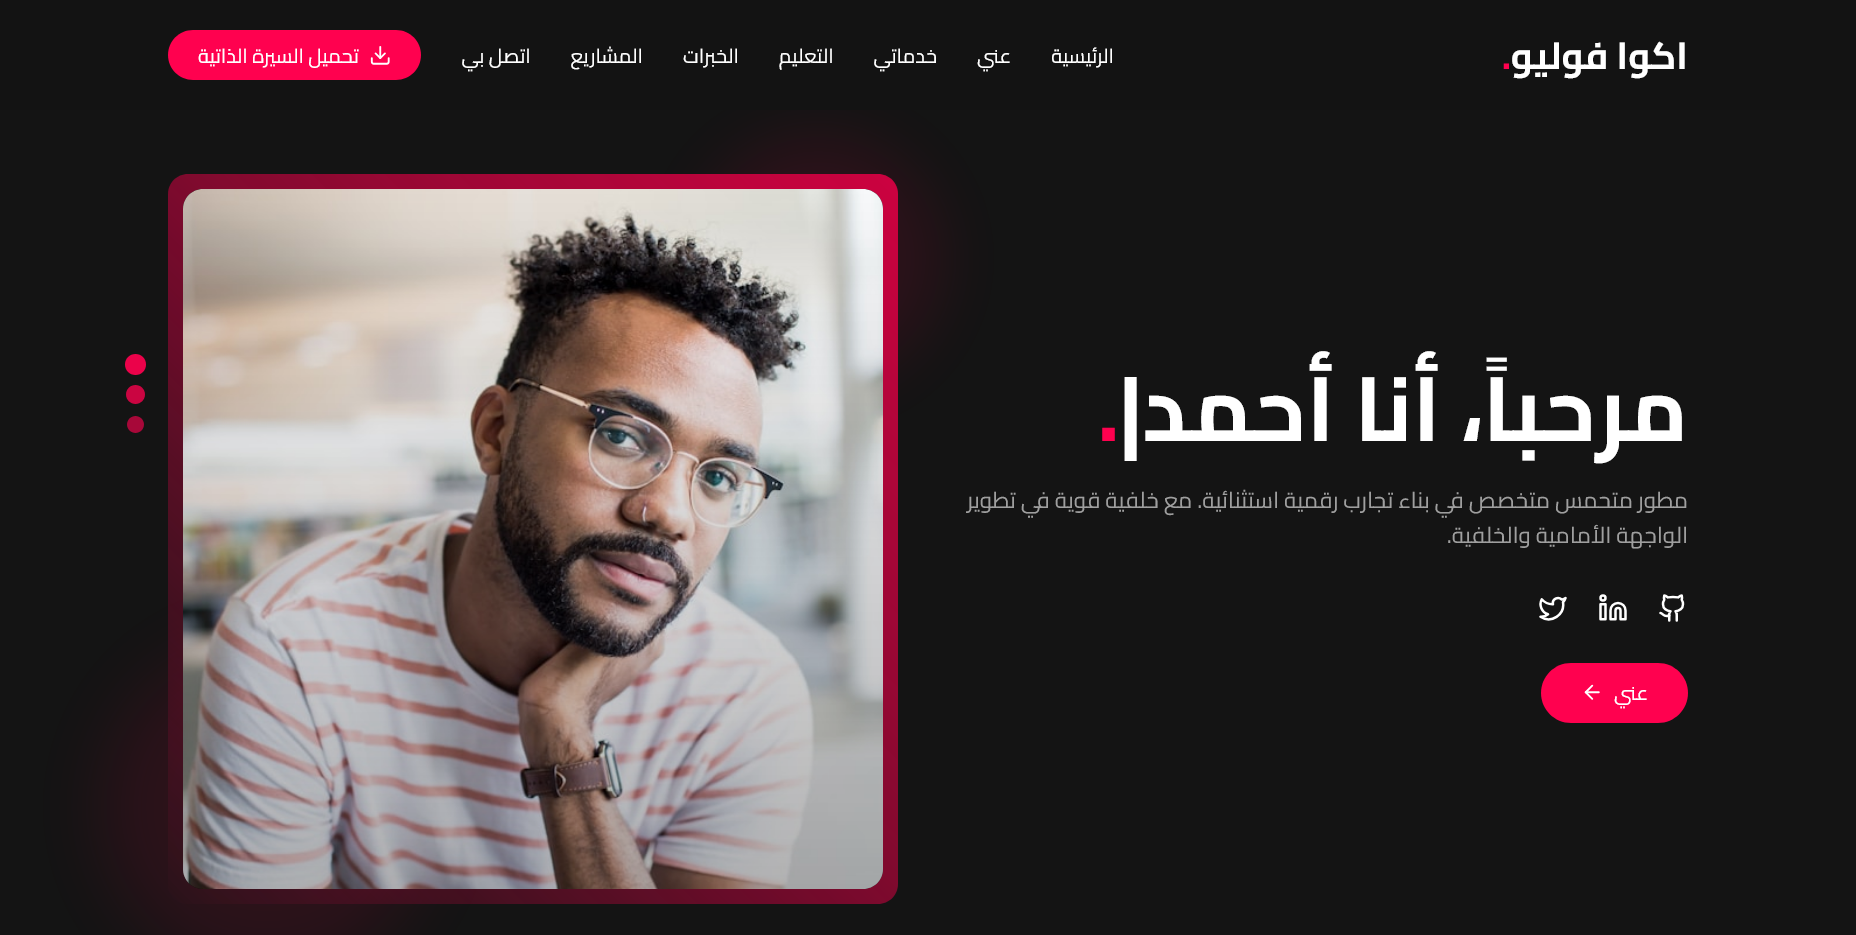 اكوا فوليو.
الرئيسية
عني
خدماتي
التعليم
الخبرات
المشاريع
اتصل بي
تحميل السيرة الذاتية
مرحباً، أنا أحمد|.
مطور متحمس متخصص في بناء تجارب رقمية استثنائية. مع خلفية قوية في تطوير
الواجهة الأمامية والخلفية.
عني